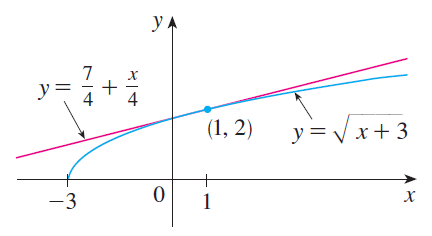 y
y = 7/4 + x/4
(1, 2)
y = √x + 3
-3
0
1
x